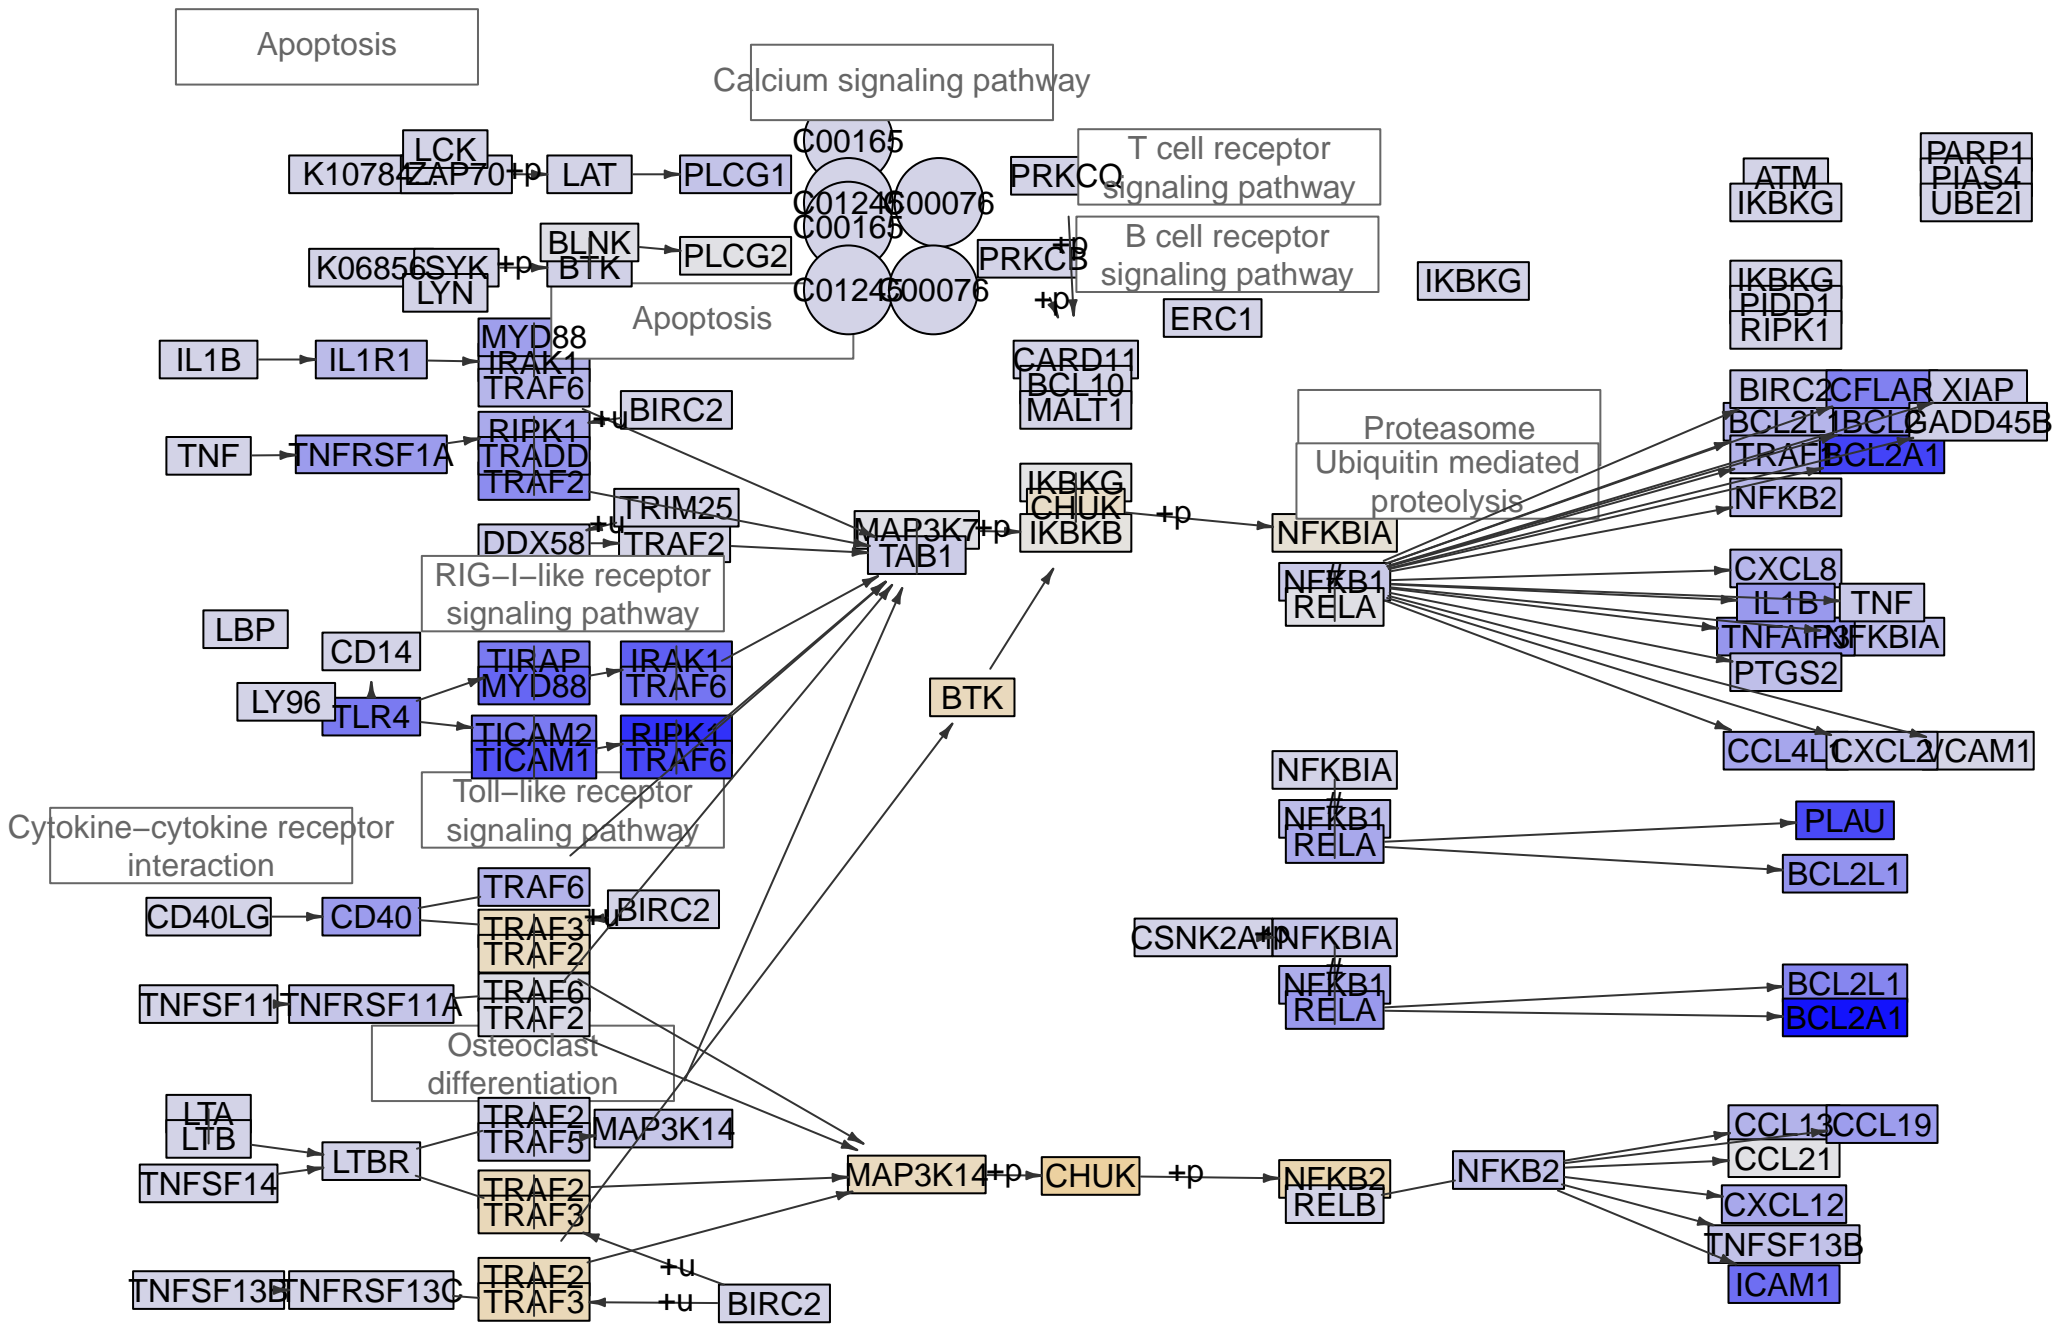 Apoptosis
Calcium signaling pathway
LCK
K10784
ZAP70
+p
LAT
PLCG1
C00165
C01246
C00076
C00165
C01245
C00076
PRKCQ
T cell receptor
signaling pathway
PRKCB
+p
B cell receptor
signaling pathway
+p
ATM
IKBKG
PARP1
PIAS4
UBE2I
K06856
SYK
LYN
+p
BLNK
BTK
PLCG2
Apoptosis
ERC1
IKBKG
IKBKG
PIDD1
RIPK1
IL1B
IL1R1
MYD88
IRAK1
TRAF6
CARD11
BCL10
MALT1
TNF
TNFRSF1A
RIPK1
TRADD
TRAF2
+u
BIRC2
Proteasome
Ubiquitin mediated
proteolysis
BIRC2
CFLAR
XIAP
BCL2L1
BCL2
GADD45B
TRAF1
BCL2A1
NFKB2
DDX58
+u
TRIM25
TRAF2
MAP3K7
TAB1
+p
IKBKG
CHUK
IKBKB
+p
NFKBIA
NFKB1
RELA
CXCL8
IL1B
TNF
TNFAIP3
NFKBIA
PTGS2
CCL4L1
CXCL2
VCAM1
RIG−I−like receptor
signaling pathway
LBP
CD14
LY96
TLR4
TIRAP
MYD88
IRAK1
TRAF6
TICAM2
TICAM1
RIPK1
TRAF6
BTK
Toll−like receptor
signaling pathway
Cytokine−cytokine receptor
interaction
NFKBIA
NFKB1
RELA
PLAU
BCL2L1
CD40LG
CD40
TRAF6
TRAF3
TRAF2
+u
BIRC2
CSNK2A1
+p
NFKBIA
NFKB1
RELA
BCL2L1
BCL2A1
TNFSF11
TNFRSF11A
TRAF6
TRAF2
Osteoclast
differentiation
LTA
LTB
TNFSF14
LTBR
TRAF2
TRAF5
MAP3K14
TRAF2
TRAF3
MAP3K14
+p
CHUK
+p
NFKB2
RELB
NFKB2
CCL13
CCL19
CCL21
CXCL12
TNFSF13B
ICAM1
TNFSF13B
TNFRSF13C
TRAF2
TRAF3
+u
+u
BIRC2